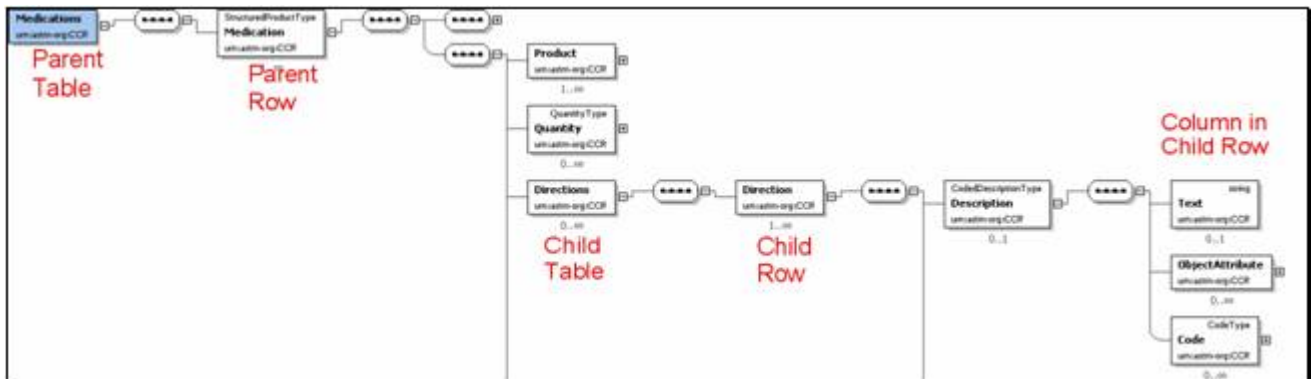 Medications
urn:astm-org:CCR
Parent
Table
StructuredProductType
Medication
urn:astm-org:CCR
Parent
Row
Product
urn:astm-org:CCR
1..∞
QuantityType
Quantity
urn:astm-org:CCR
0..∞
Directions
urn:astm-org:CCR
0..∞
Child
Table
Direction
urn:astm-org:CCR
1..∞
Child
Row
CodedDescriptionType
Description
urn:astm-org:CCR
0..1
Column in
Child Row
string
Text
urn:astm-org:CCR
0..1
ObjectAttribute
urn:astm-org:CCR
0..∞
CodeType
Code
urn:astm-org:CCR
0..∞